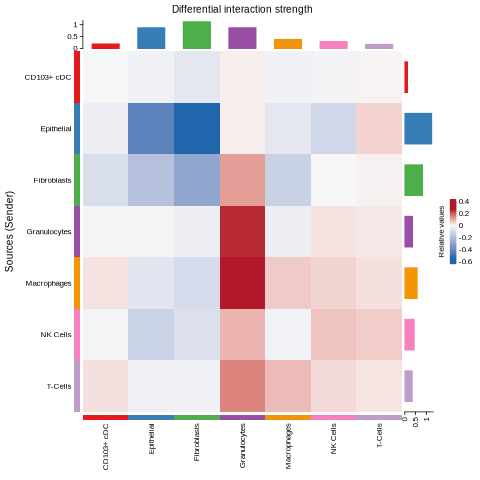 Differential interaction strength
1
0.5
0
CD103+ cDC
Epithelial
Fibroblasts
Granulocytes
Macrophages
NK Cells
T-Cells
Sources (Sender)
Relative values
0.4
0.2
0
-0.2
-0.4
-0.6
0
0.5
1
CD103+ cDC
Epithelial
Fibroblasts
Granulocytes
Macrophages
NK Cells
T-Cells